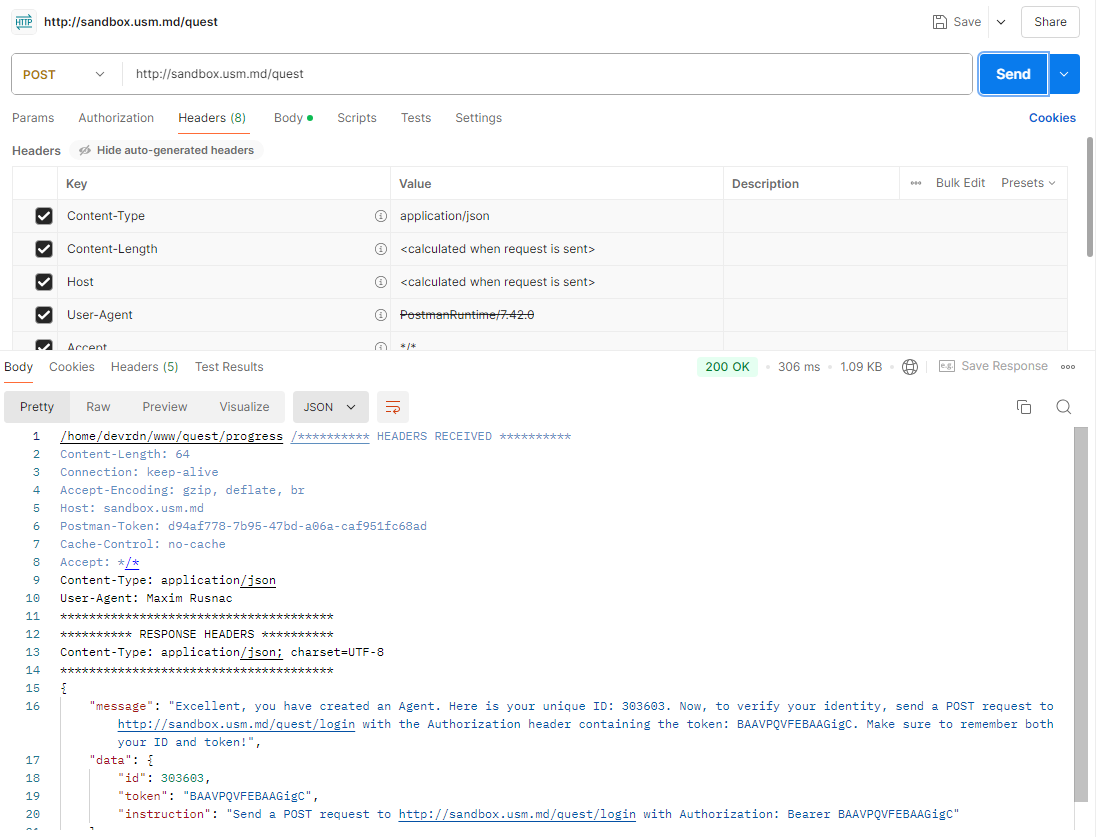 HTTP http://sandbox.usm.md/quest Save Share
POST http://sandbox.usm.md/quest Send
Params Authorization Headers (8) Body Scripts Tests Settings Cookies
Headers Hide auto-generated headers
Key Value Description Bulk Edit Presets
Content-Type application/json
Content-Length <calculated when request is sent>
Host <calculated when request is sent>
User-Agent PostmanRuntime/7.42.0
Accept */*
Body Cookies Headers (5) Test Results 200 OK 306 ms 1.09 KB e.g. Save Response
Pretty Raw Preview Visualize JSON
1 /home/devrdn/www/quest/progress /********** HEADERS RECEIVED **********
2 Content-Length: 64
3 Connection: keep-alive
4 Accept-Encoding: gzip, deflate, br
5 Host: sandbox.usm.md
6 Postman-Token: d94af778-7b95-47bd-a06a-caf951fc68ad
7 Cache-Control: no-cache
8 Accept: */*
9 Content-Type: application/json
10 User-Agent: Maxim Rusnac
11 **************************************
12 ********** RESPONSE HEADERS **********
13 Content-Type: application/json; charset=UTF-8
14 **************************************
15 {
16 "message": "Excellent, you have created an Agent. Here is your unique ID: 303603. Now, to verify your identity, send a POST request to
http://sandbox.usm.md/quest/login with the Authorization header containing the token: BAAVPQVFEBAAGigC. Make sure to remember both
your ID and token!",
17 "data": {
18 "id": 303603,
19 "token": "BAAVPQVFEBAAGigC",
20 "instruction": "Send a POST request to http://sandbox.usm.md/quest/login with Authorization: Bearer BAAVPQVFEBAAGigC"